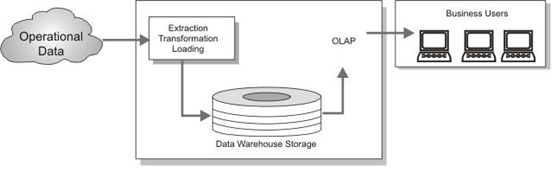 Operational
Data
Extraction
Transformation
Loading
OLAP
Data Warehouse Storage
Business Users